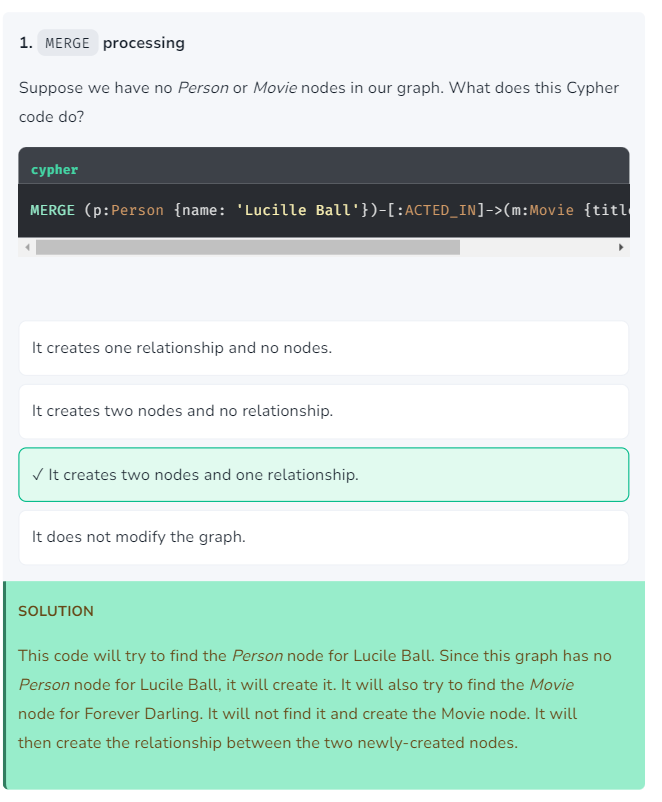 1. MERGE processing
Suppose we have no Person or Movie nodes in our graph. What does this Cypher
code do?
cypher
MERGE (p:Person {name: 'Lucille Ball'})-[:ACTED_IN]->(m:Movie {title
It creates one relationship and no nodes.
It creates two nodes and no relationship.
✓ It creates two nodes and one relationship.
It does not modify the graph.
SOLUTION
This code will try to find the Person node for Lucile Ball. Since this graph has no
Person node for Lucile Ball, it will create it. It will also try to find the Movie
node for Forever Darling. It will not find it and create the Movie node. It will
then create the relationship between the two newly-created nodes.